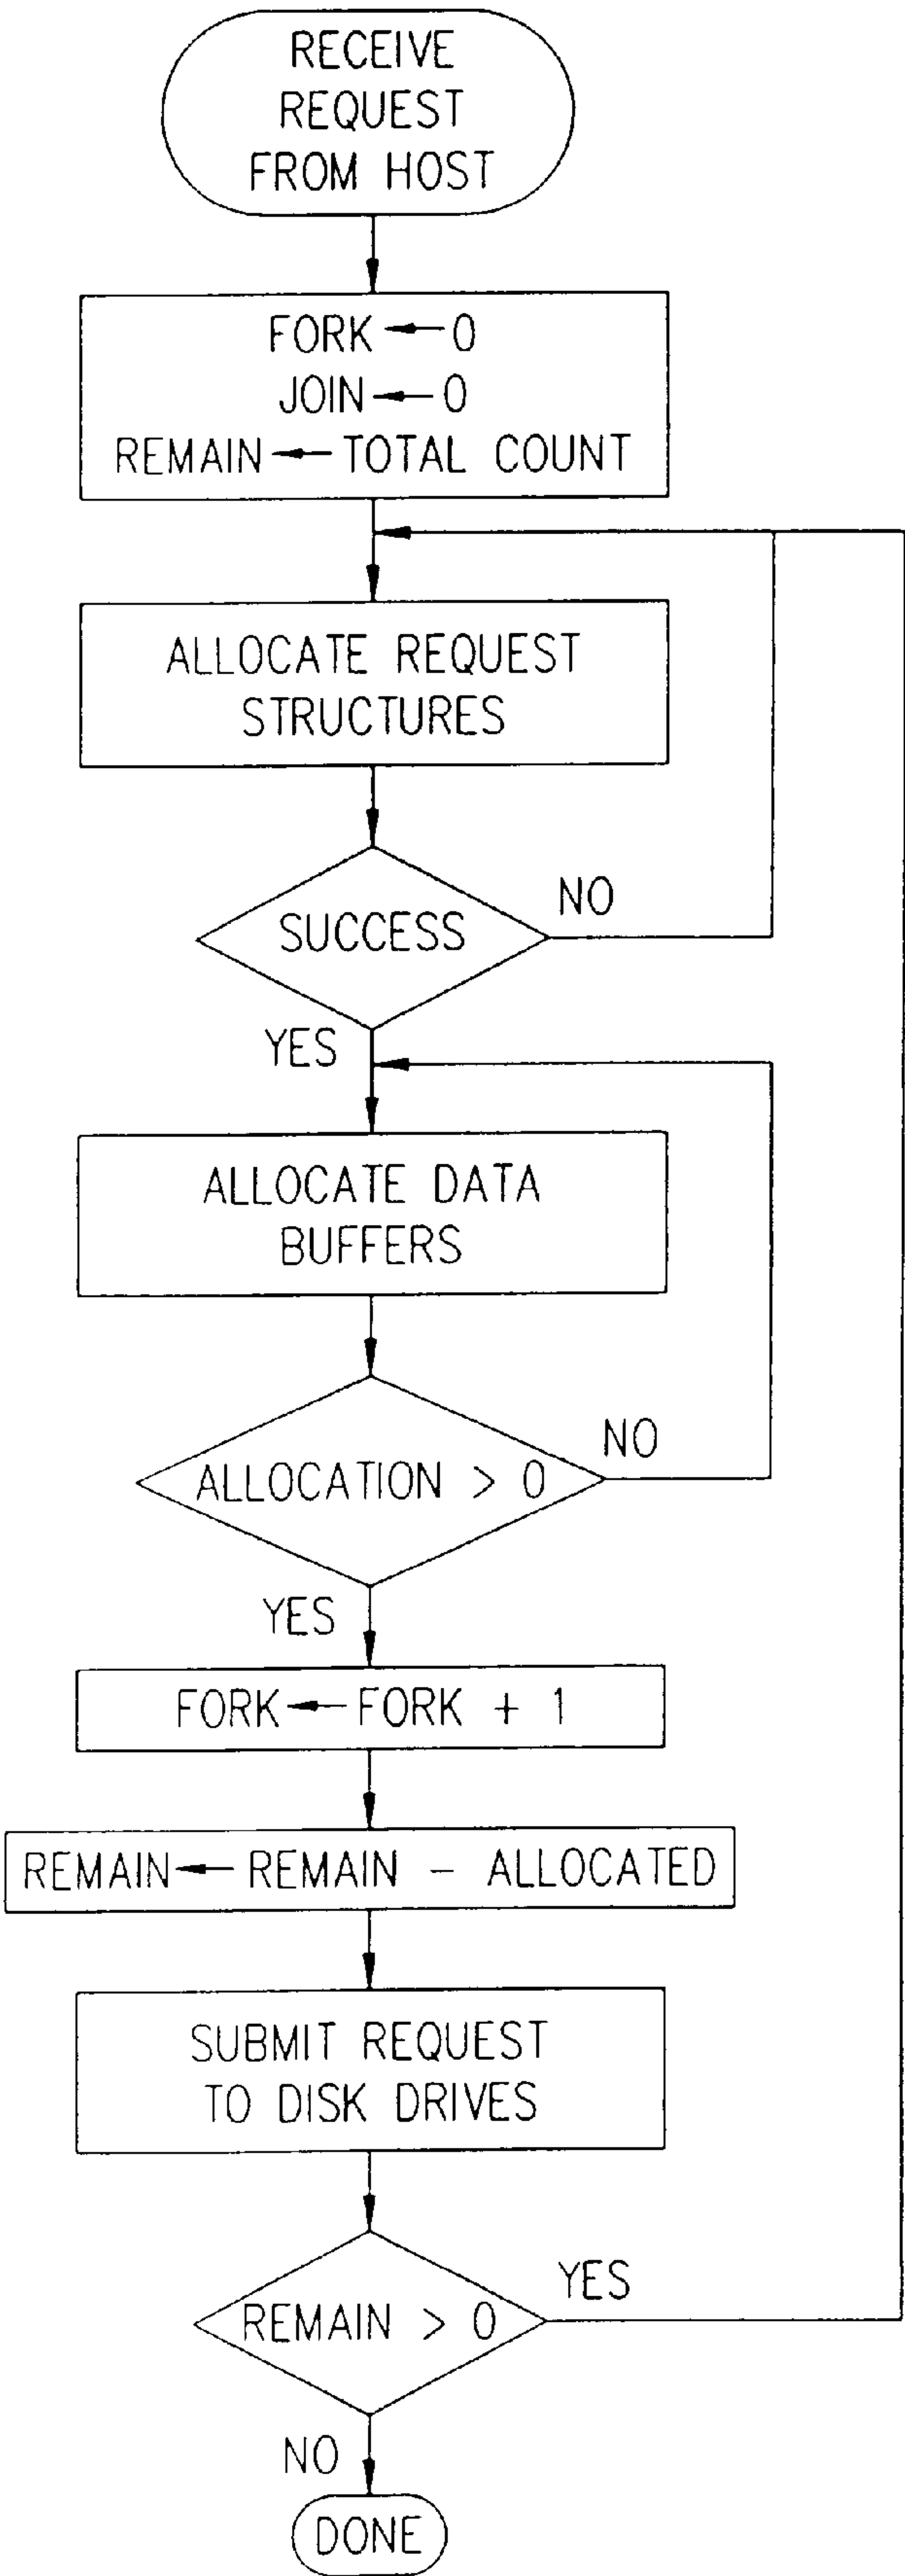 RECEIVE
REQUEST
FROM HOST
FORK ← 0
JOIN ← 0
REMAIN ← TOTAL COUNT
ALLOCATE REQUEST
STRUCTURES
SUCCESS
NO
YES
ALLOCATE DATA
BUFFERS
ALLOCATION > 0
NO
YES
FORK ← FORK + 1
REMAIN ← REMAIN - ALLOCATED
SUBMIT REQUEST
TO DISK DRIVES
REMAIN > 0
YES
NO
DONE